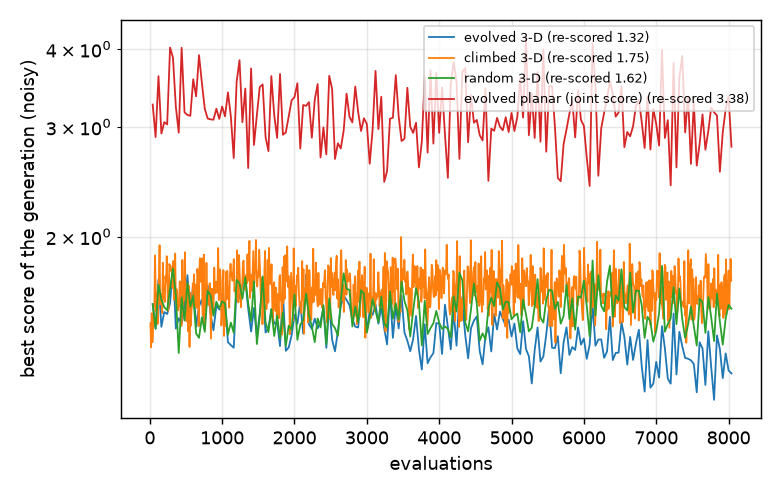 evolved 3-D (re-scored 1.32)
climbed 3-D (re-scored 1.75)
random 3-D (re-scored 1.62)
evolved planar (joint score) (re-scored 3.38)
best score of the generation (noisy)
4 × 10⁰
3 × 10⁰
2 × 10⁰
0 1000 2000 3000 4000 5000 6000 7000 8000
evaluations